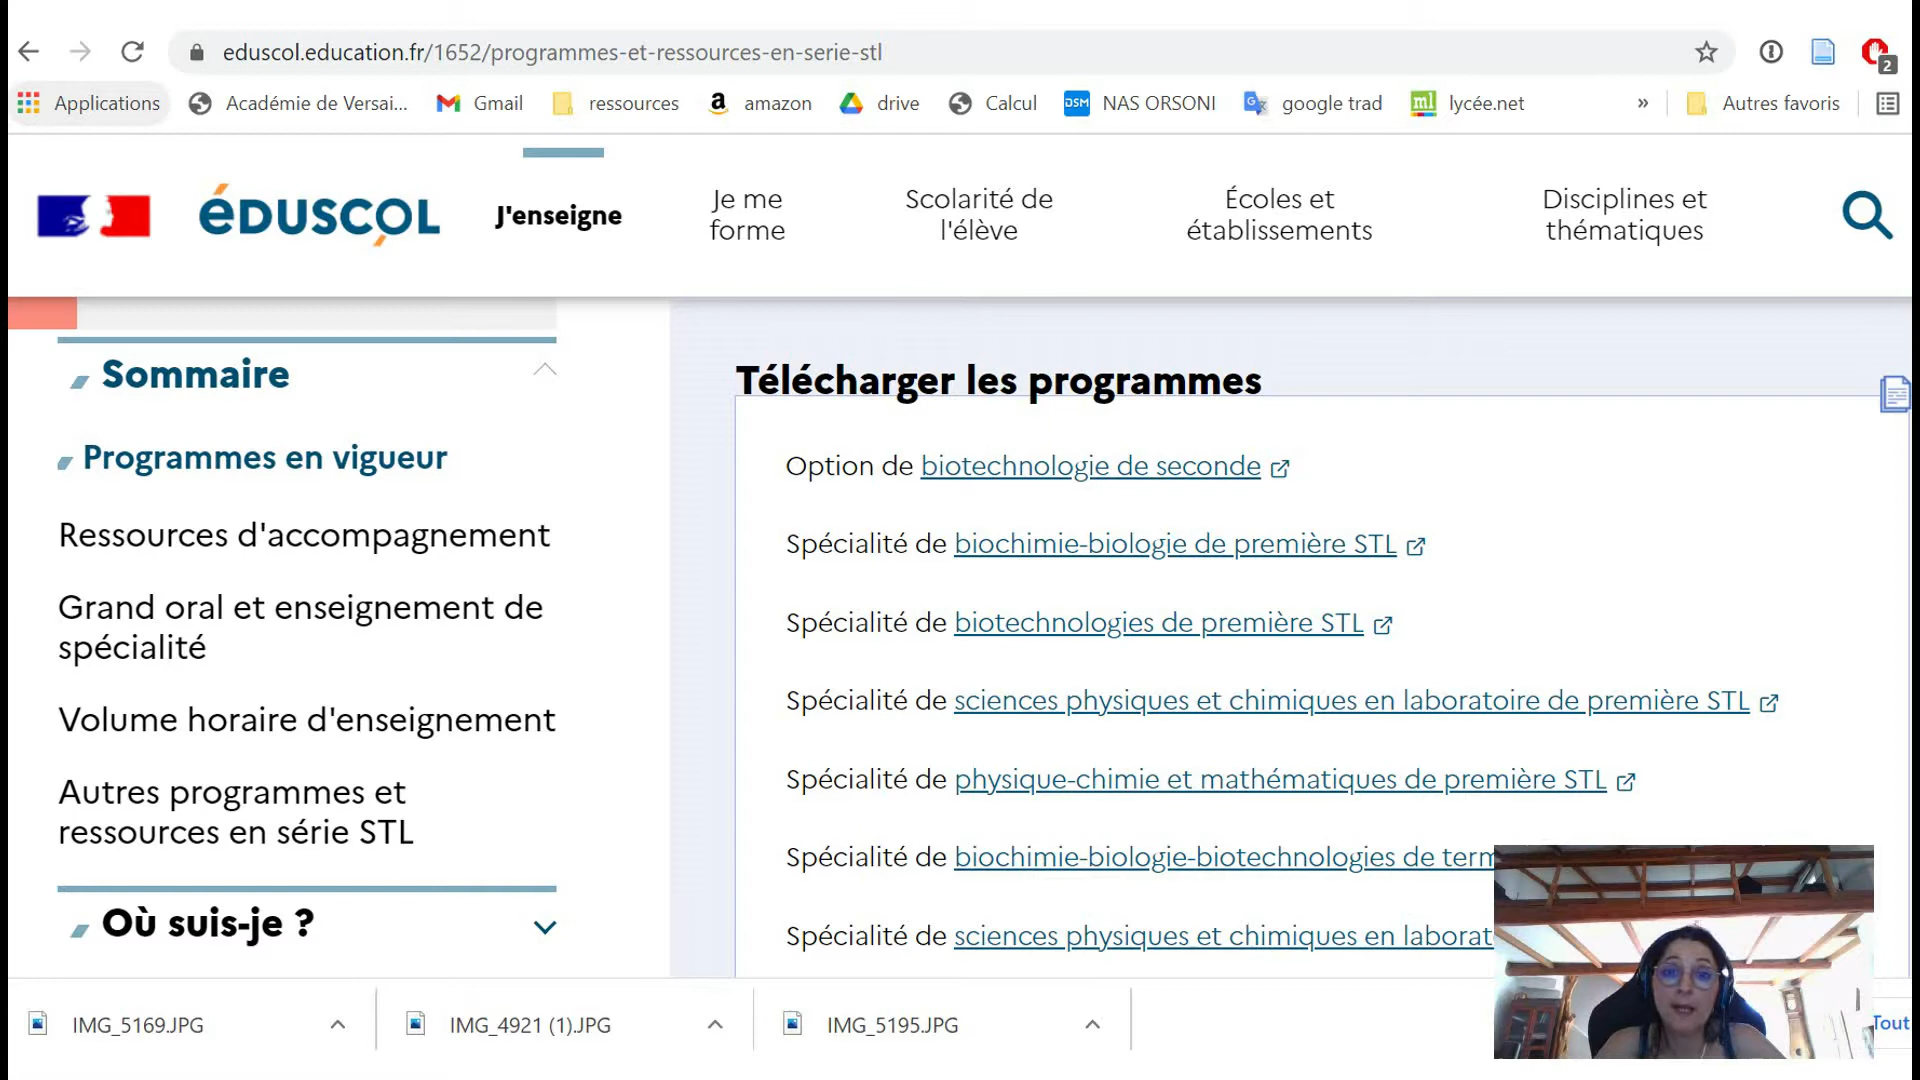 eduscol.education.fr/1652/programmes-et-ressources-en-serie-stl
2
Applications Académie de Versai... Gmail ressources amazon drive Calcul DSM NAS ORSONI google trad ml lycée.net » Autres favoris
éDUSCOL
J'enseigne
Je me
forme
Scolarité de
l'élève
Écoles et
établissements
Disciplines et
thématiques
Sommaire
Programmes en vigueur
Ressources d'accompagnement
Grand oral et enseignement de
spécialité
Volume horaire d'enseignement
Autres programmes et
ressources en série STL
Où suis-je ?
Télécharger les programmes
Option de biotechnologie de seconde
Spécialité de biochimie-biologie de première STL
Spécialité de biotechnologies de première STL
Spécialité de sciences physiques et chimiques en laboratoire de première STL
Spécialité de physique-chimie et mathématiques de première STL
Spécialité de biochimie-biologie-biotechnologies de term
Spécialité de sciences physiques et chimiques en laborat
IMG_5169.JPG IMG_4921 (1).JPG IMG_5195.JPG Tout